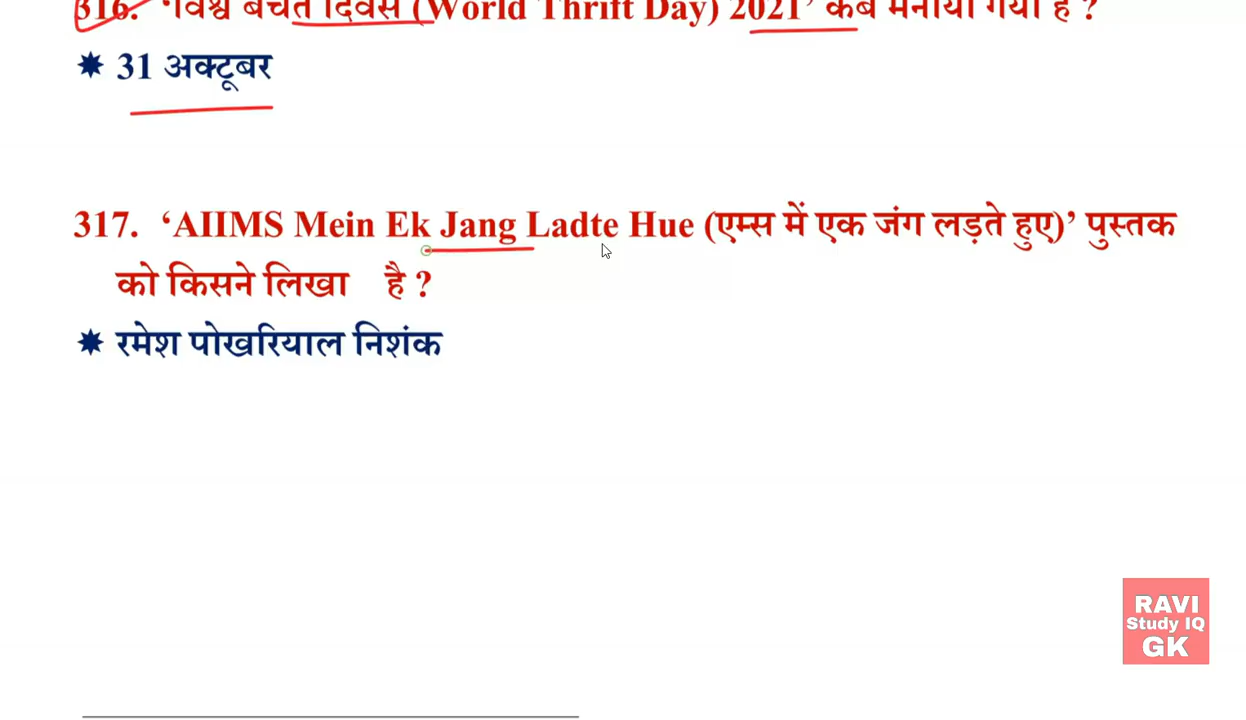 316. ‘विश्व बचत दिवस (World Thrift Day) 2021’ कब मनाया गया है ?
✷ 31 अक्टूबर
317. ‘AIIMS Mein Ek Jang Ladte Hue (एम्स में एक जंग लड़ते हुए)’ पुस्तक
को किसने लिखा है ?
✷ रमेश पोखरियाल निशंक
RAVI
Study IQ
GK